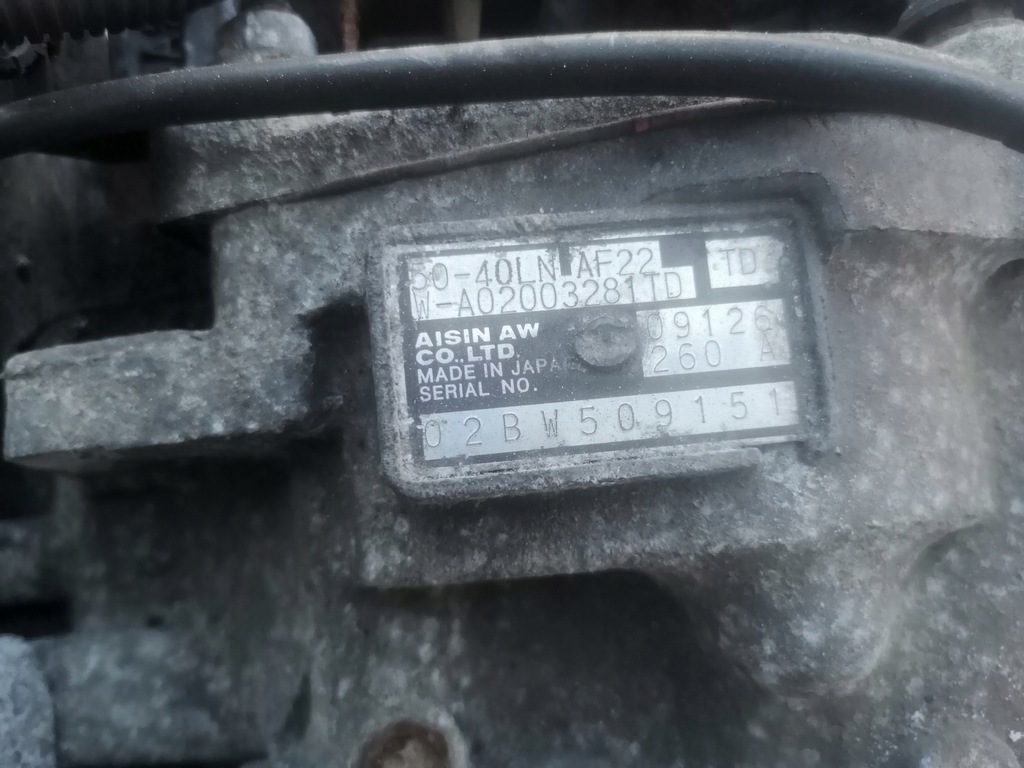 50-40LN AF22 TD
W-A02003281TD
AISIN AW
CO.,LTD.
MADE IN JAPAN
SERIAL NO.
09126
260 A
02BW509151